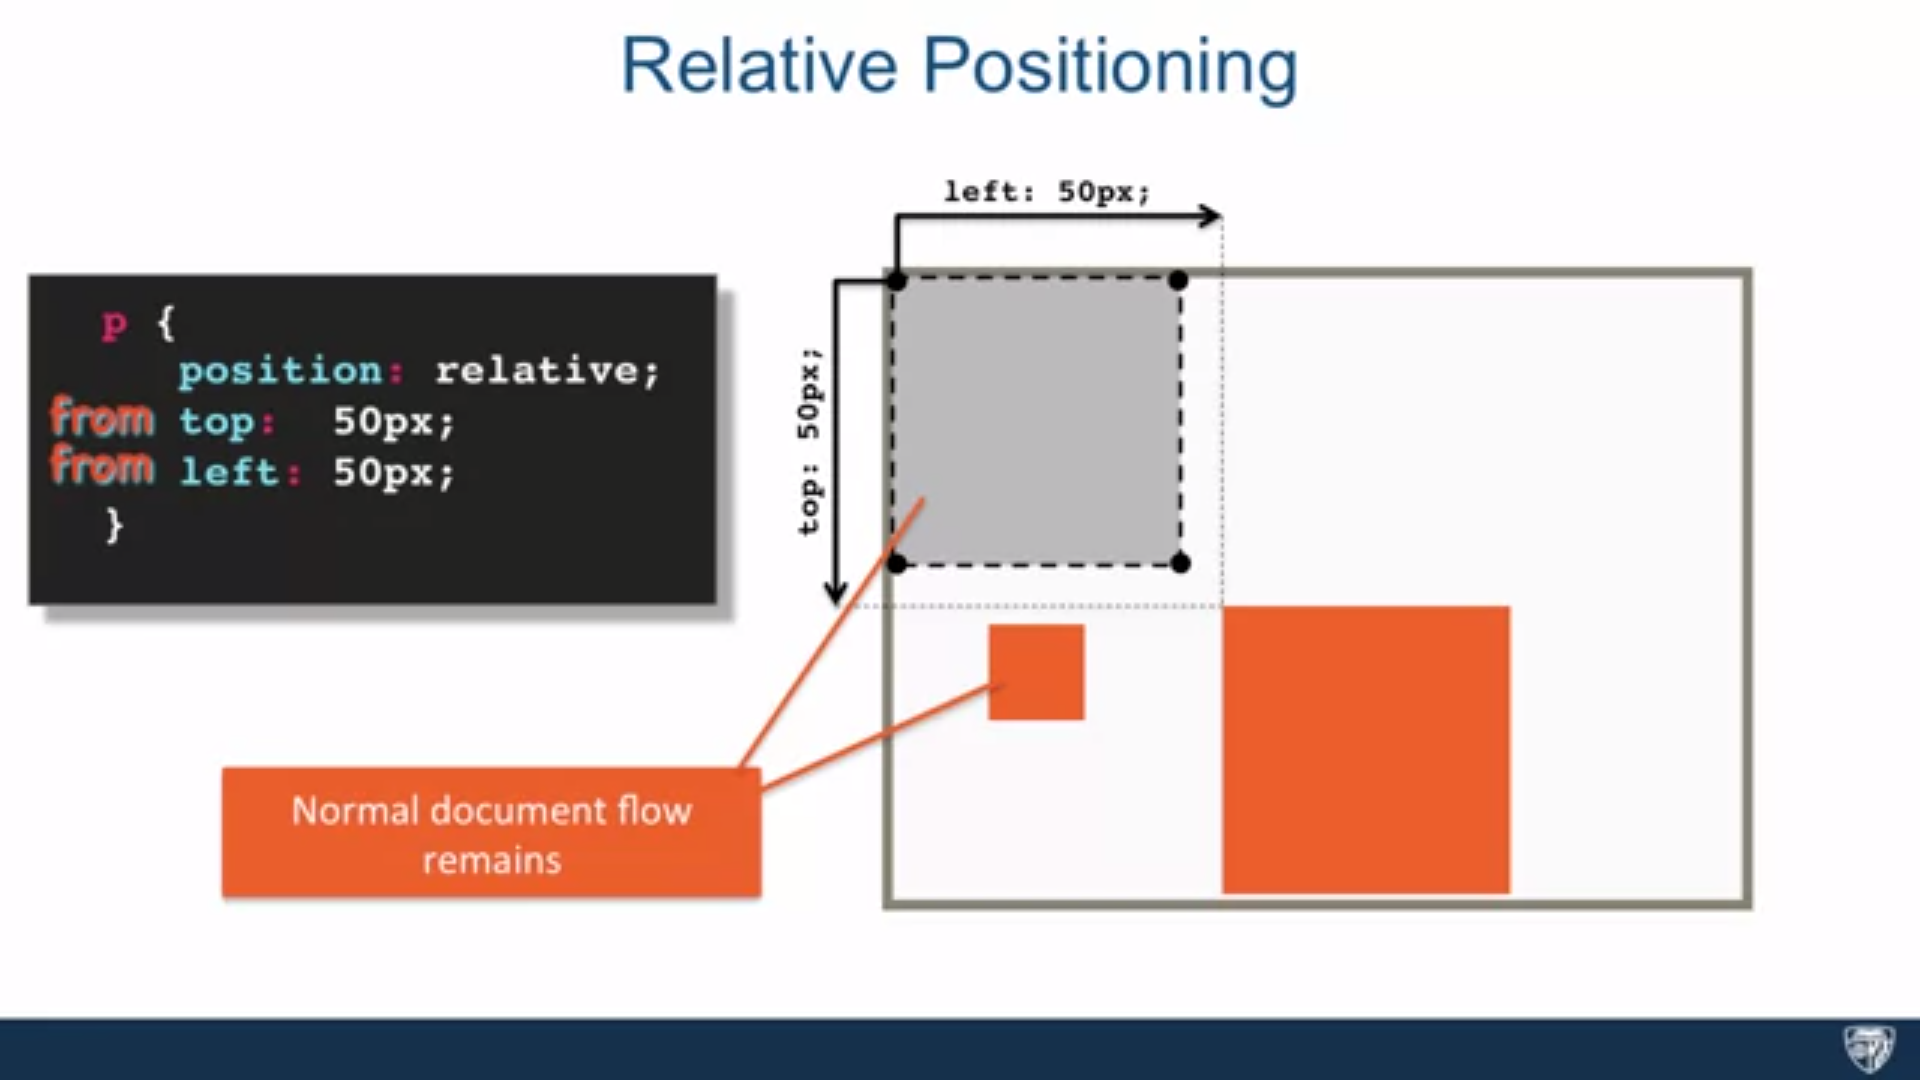 Relative Positioning
left: 50px;
top: 50px;
p {
position: relative;
from top: 50px;
from left: 50px;
}
Normal document flow
remains